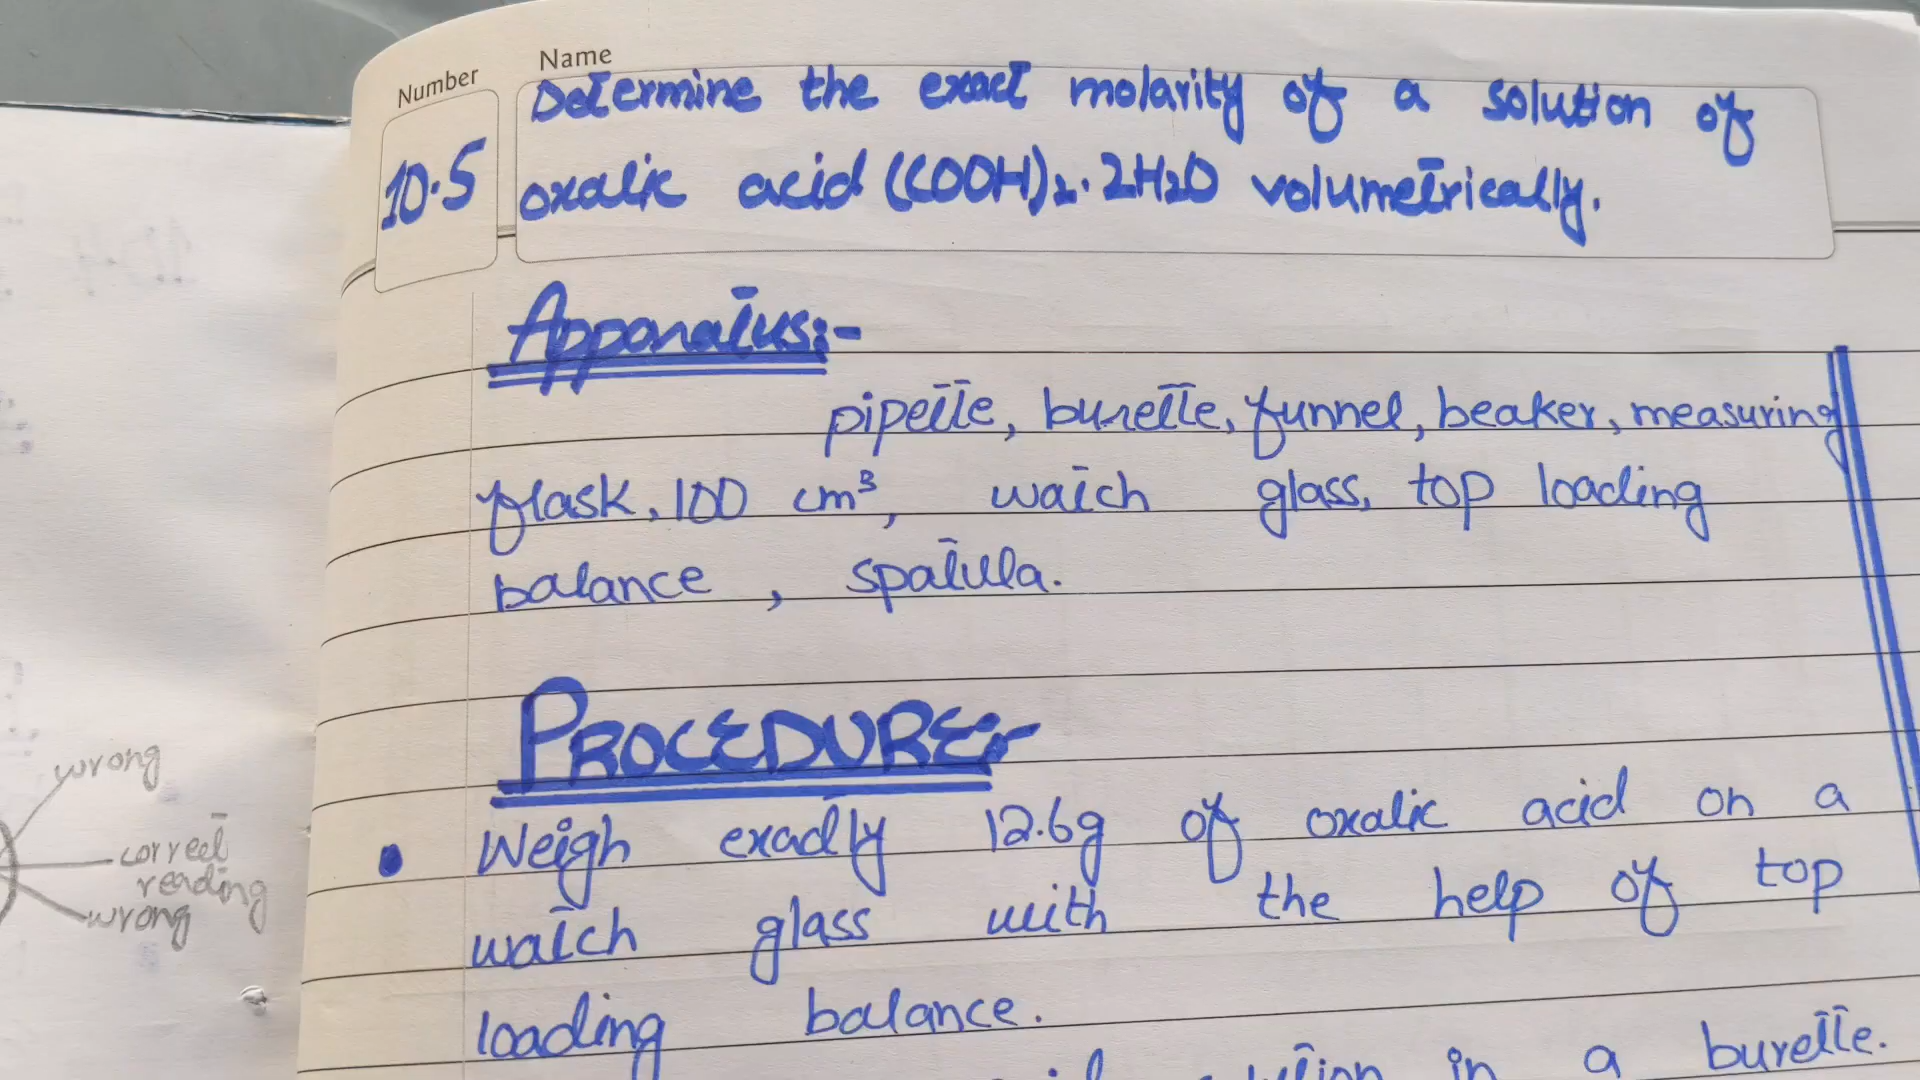 Number
Name
10.5
Determine the exact molarity of a solution of
oxalic acid (COOH)₂.2H₂O volumetrically.
Apparatus:-
pipette, burette, funnel, beaker, measuring
flask, 100 cm³, watch glass, top loading
balance, spatula.
PROCEDURE:-
• Weigh exactly 12.6g of oxalic acid on a
watch glass with the help of top
loading balance.
in a burette.
wrong
correct
reading
wrong